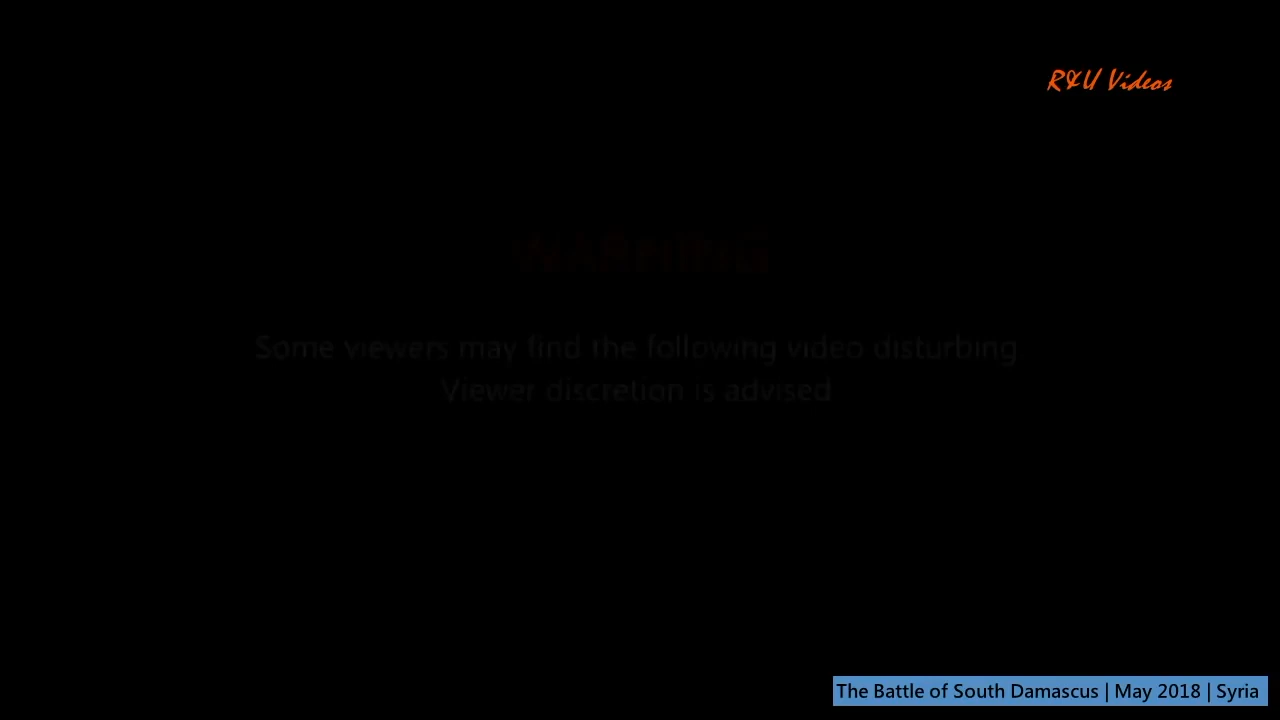 R&U Videos
WARNING
Some viewers may find the following video disturbing
Viewer discretion is advised
The Battle of South Damascus | May 2018 | Syria